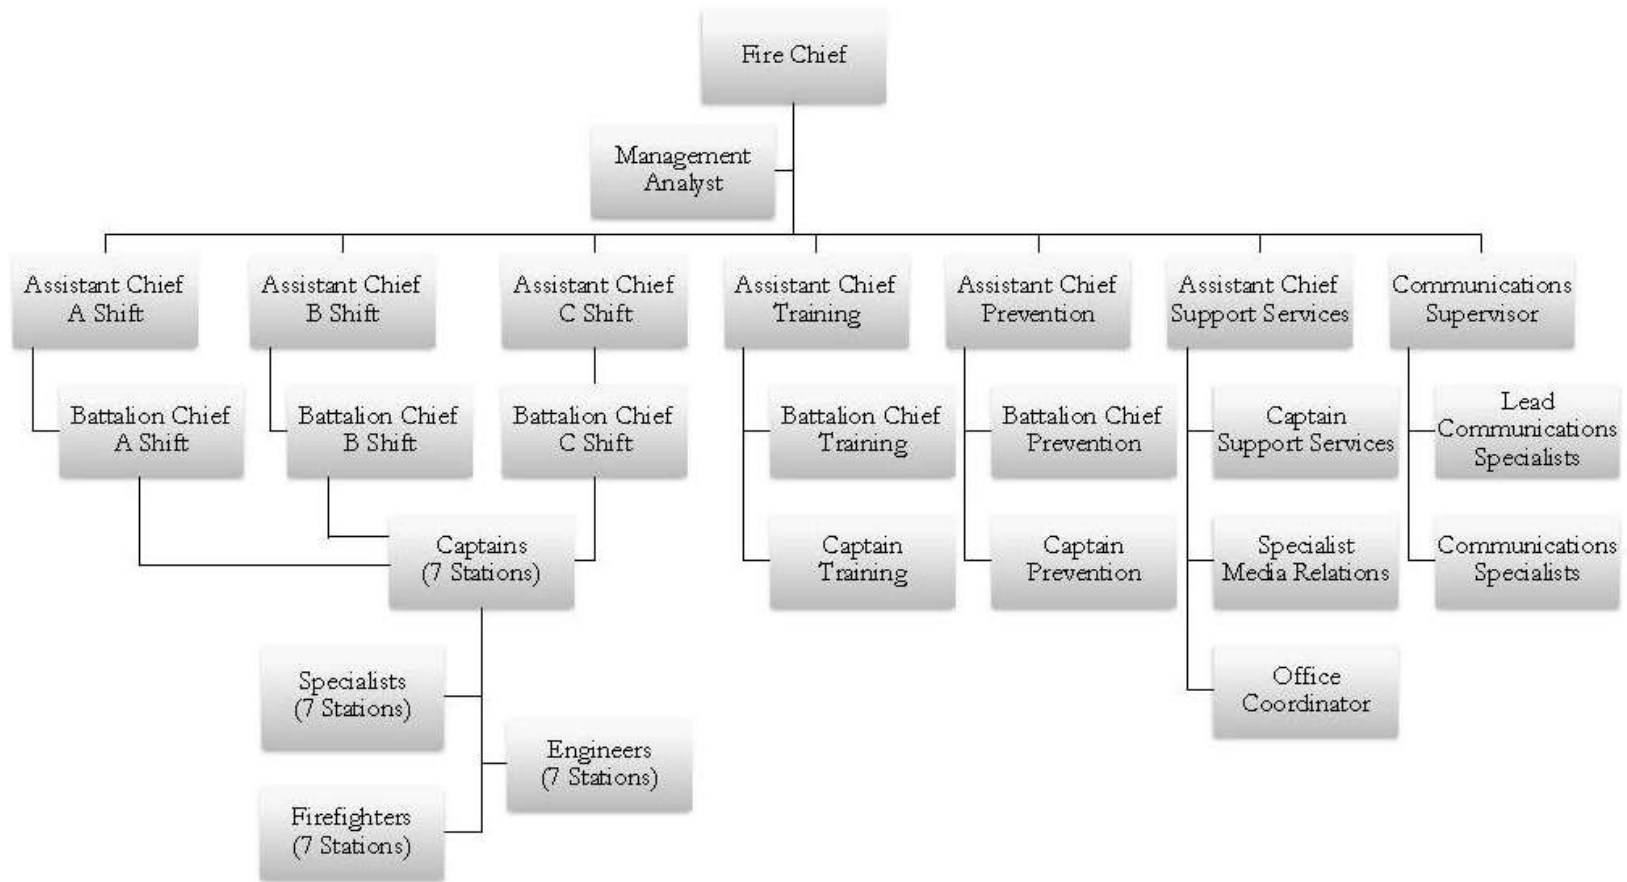 Fire Chief
Management
Analyst
Assistant Chief
A Shift
Assistant Chief
B Shift
Assistant Chief
C Shift
Assistant Chief
Training
Assistant Chief
Prevention
Assistant Chief
Support Services
Communications
Supervisor
Battalion Chief
A Shift
Battalion Chief
B Shift
Battalion Chief
C Shift
Battalion Chief
Training
Battalion Chief
Prevention
Captain
Support Services
Lead
Communications
Specialists
Captains
(7 Stations)
Captain
Training
Captain
Prevention
Specialist
Media Relations
Communications
Specialists
Specialists
(7 Stations)
Office
Coordinator
Engineers
(7 Stations)
Firefighters
(7 Stations)